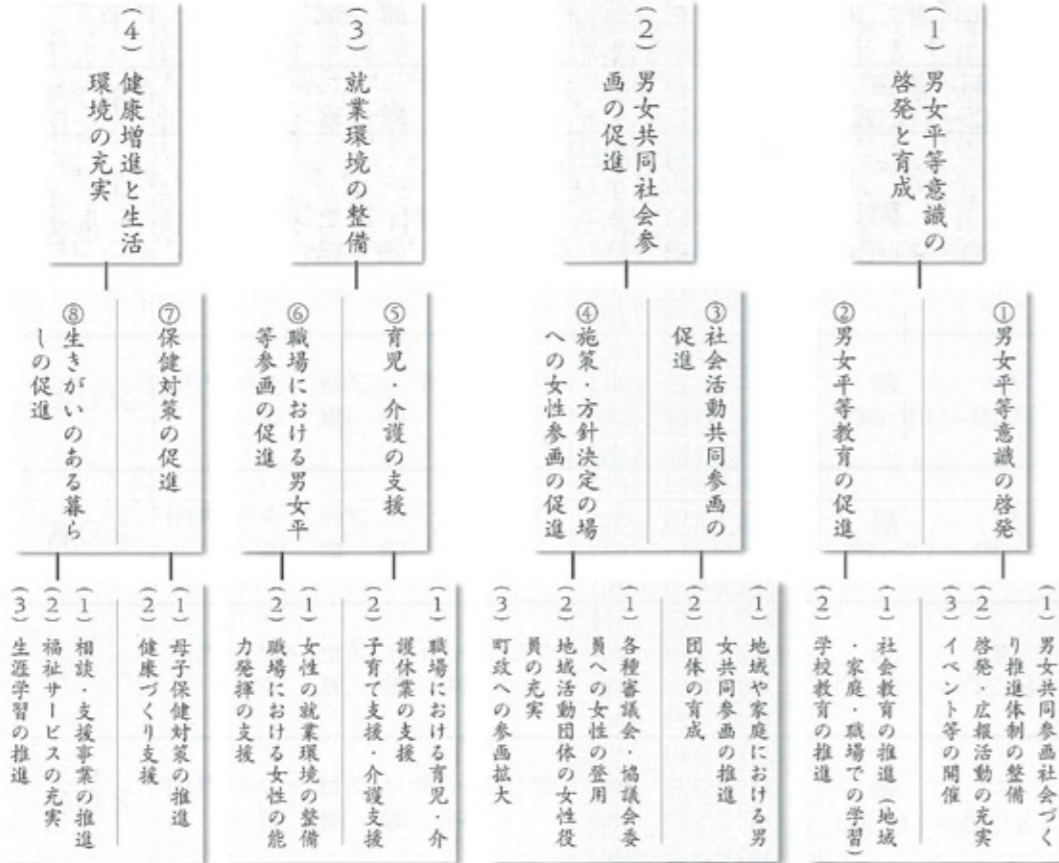 (1) 男女平等意識の
啓発と育成
(2) 男女共同社会参
画の促進
(3) 就業環境の整備
(4) 健康増進と生活
環境の充実
①男女平等意識の啓発
②男女平等教育の促進
③社会活動共同参画の
促進
④施策・方針決定の場
への女性参画の促進
⑤育児・介護の支援
⑥職場における男女平
等参画の促進
⑦保健対策の促進
⑧生きがいのある暮ら
しの促進
1) 男女共同参画社会づく
り推進体制の整備
2) 啓発・広報活動の充実
3) イベント等の開催
(1) 社会教育の推進(地域
・家庭・職場での学習)
2) 学校教育の推進
(1) 地域や家庭における男
女共同参画の推進
2) 団体の育成
(1) 各種審議会・協議会委
員への女性の登用
2) 地域活動団体の女性役
員の充実
3) 町政への参画拡大
(1) 職場における育児・介
護休業の支援
2) 子育て支援・介護支援
(1) 女性の就業環境の整備
(2) 職場における女性の能
力発揮の支援
(1) 母子保健対策の推進
(2) 健康づくり支援
(1) 相談・支援事業の推進
(2) 福祉サービスの充実
(3) 生涯学習の推進